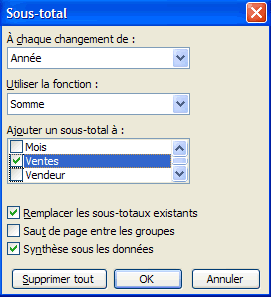 Sous-total
À chaque changement de :
Année
Utiliser la fonction :
Somme
Ajouter un sous-total à :
Mois
Ventes
Vendeur
Remplacer les sous-totaux existants
Saut de page entre les groupes
Synthèse sous les données
Supprimer tout OK Annuler